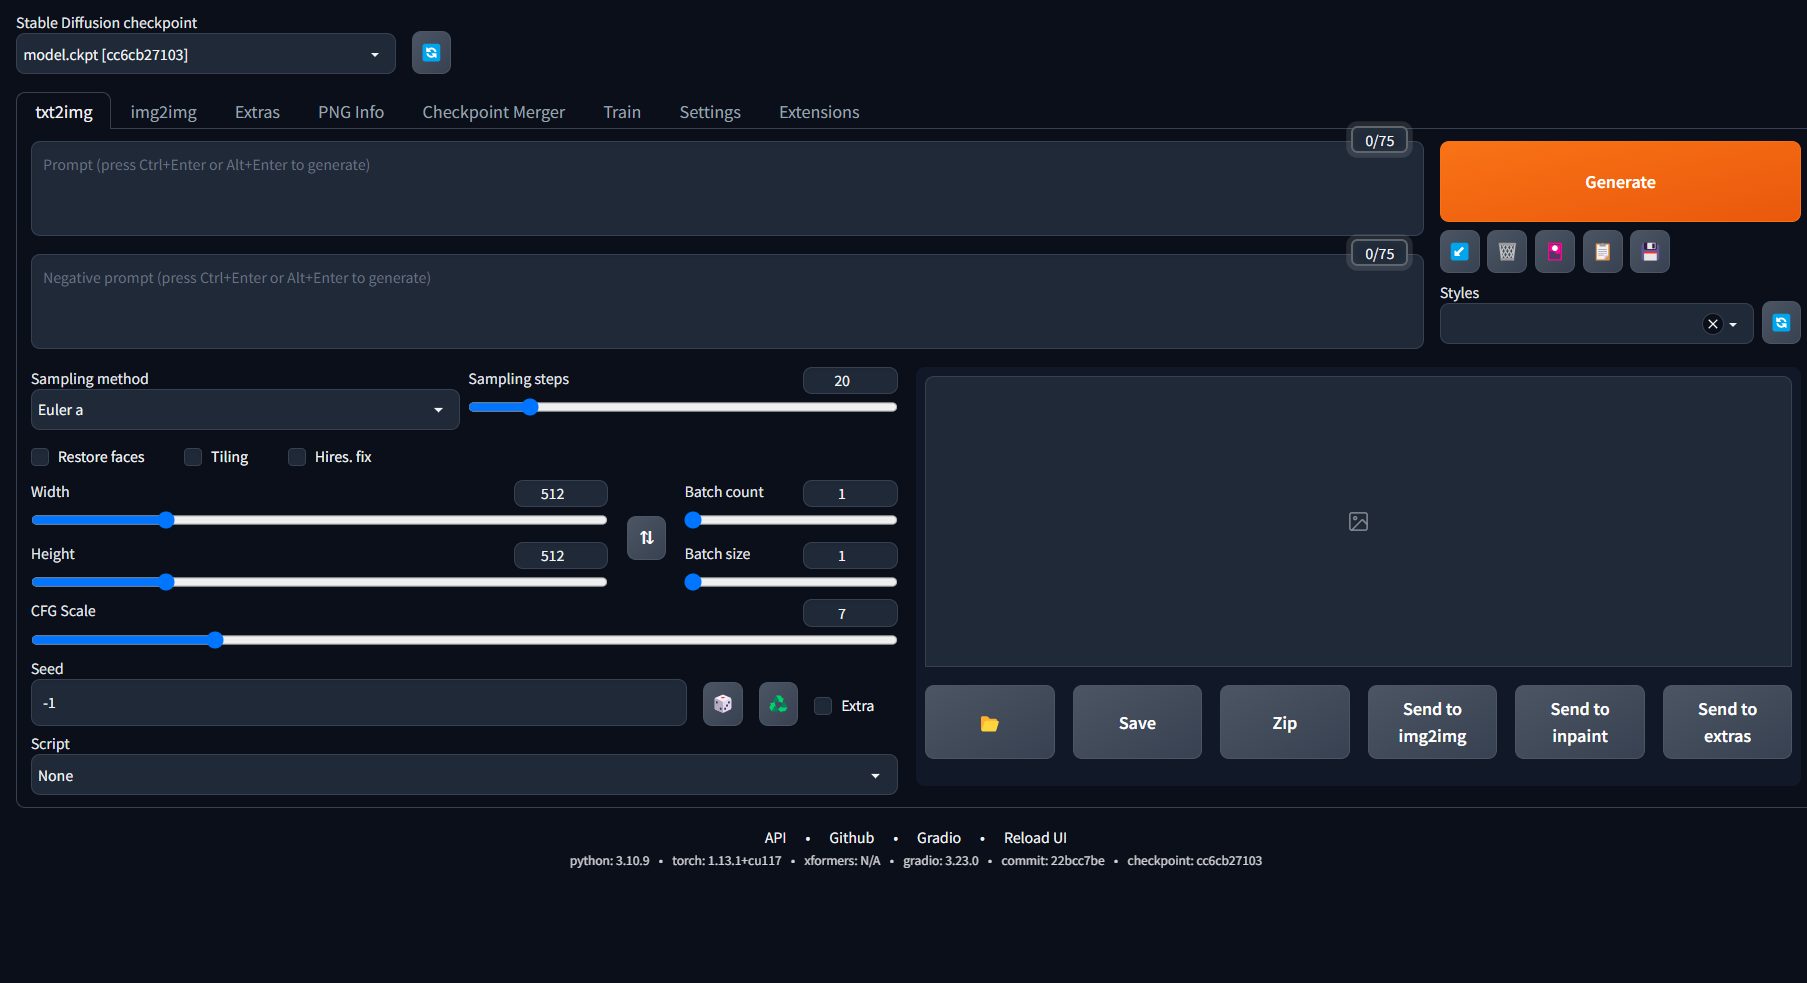 Stable Diffusion checkpoint
model.ckpt [cc6cb27103]
txt2img img2img Extras PNG Info Checkpoint Merger Train Settings Extensions
0/75
Prompt (press Ctrl+Enter or Alt+Enter to generate)
Generate
0/75
Negative prompt (press Ctrl+Enter or Alt+Enter to generate)
Styles
Sampling method
Euler a
Sampling steps
20
Restore faces Tiling Hires. fix
Width
512
Batch count
1
Height
512
Batch size
1
CFG Scale
7
Seed
-1
Extra
Script
None
Save
Zip
Send to
img2img
Send to
inpaint
Send to
extras
API • Github • Gradio • Reload UI
python: 3.10.9 • torch: 1.13.1+cu117 • xformers: N/A • gradio: 3.23.0 • commit: 22bcc7be • checkpoint: cc6cb27103